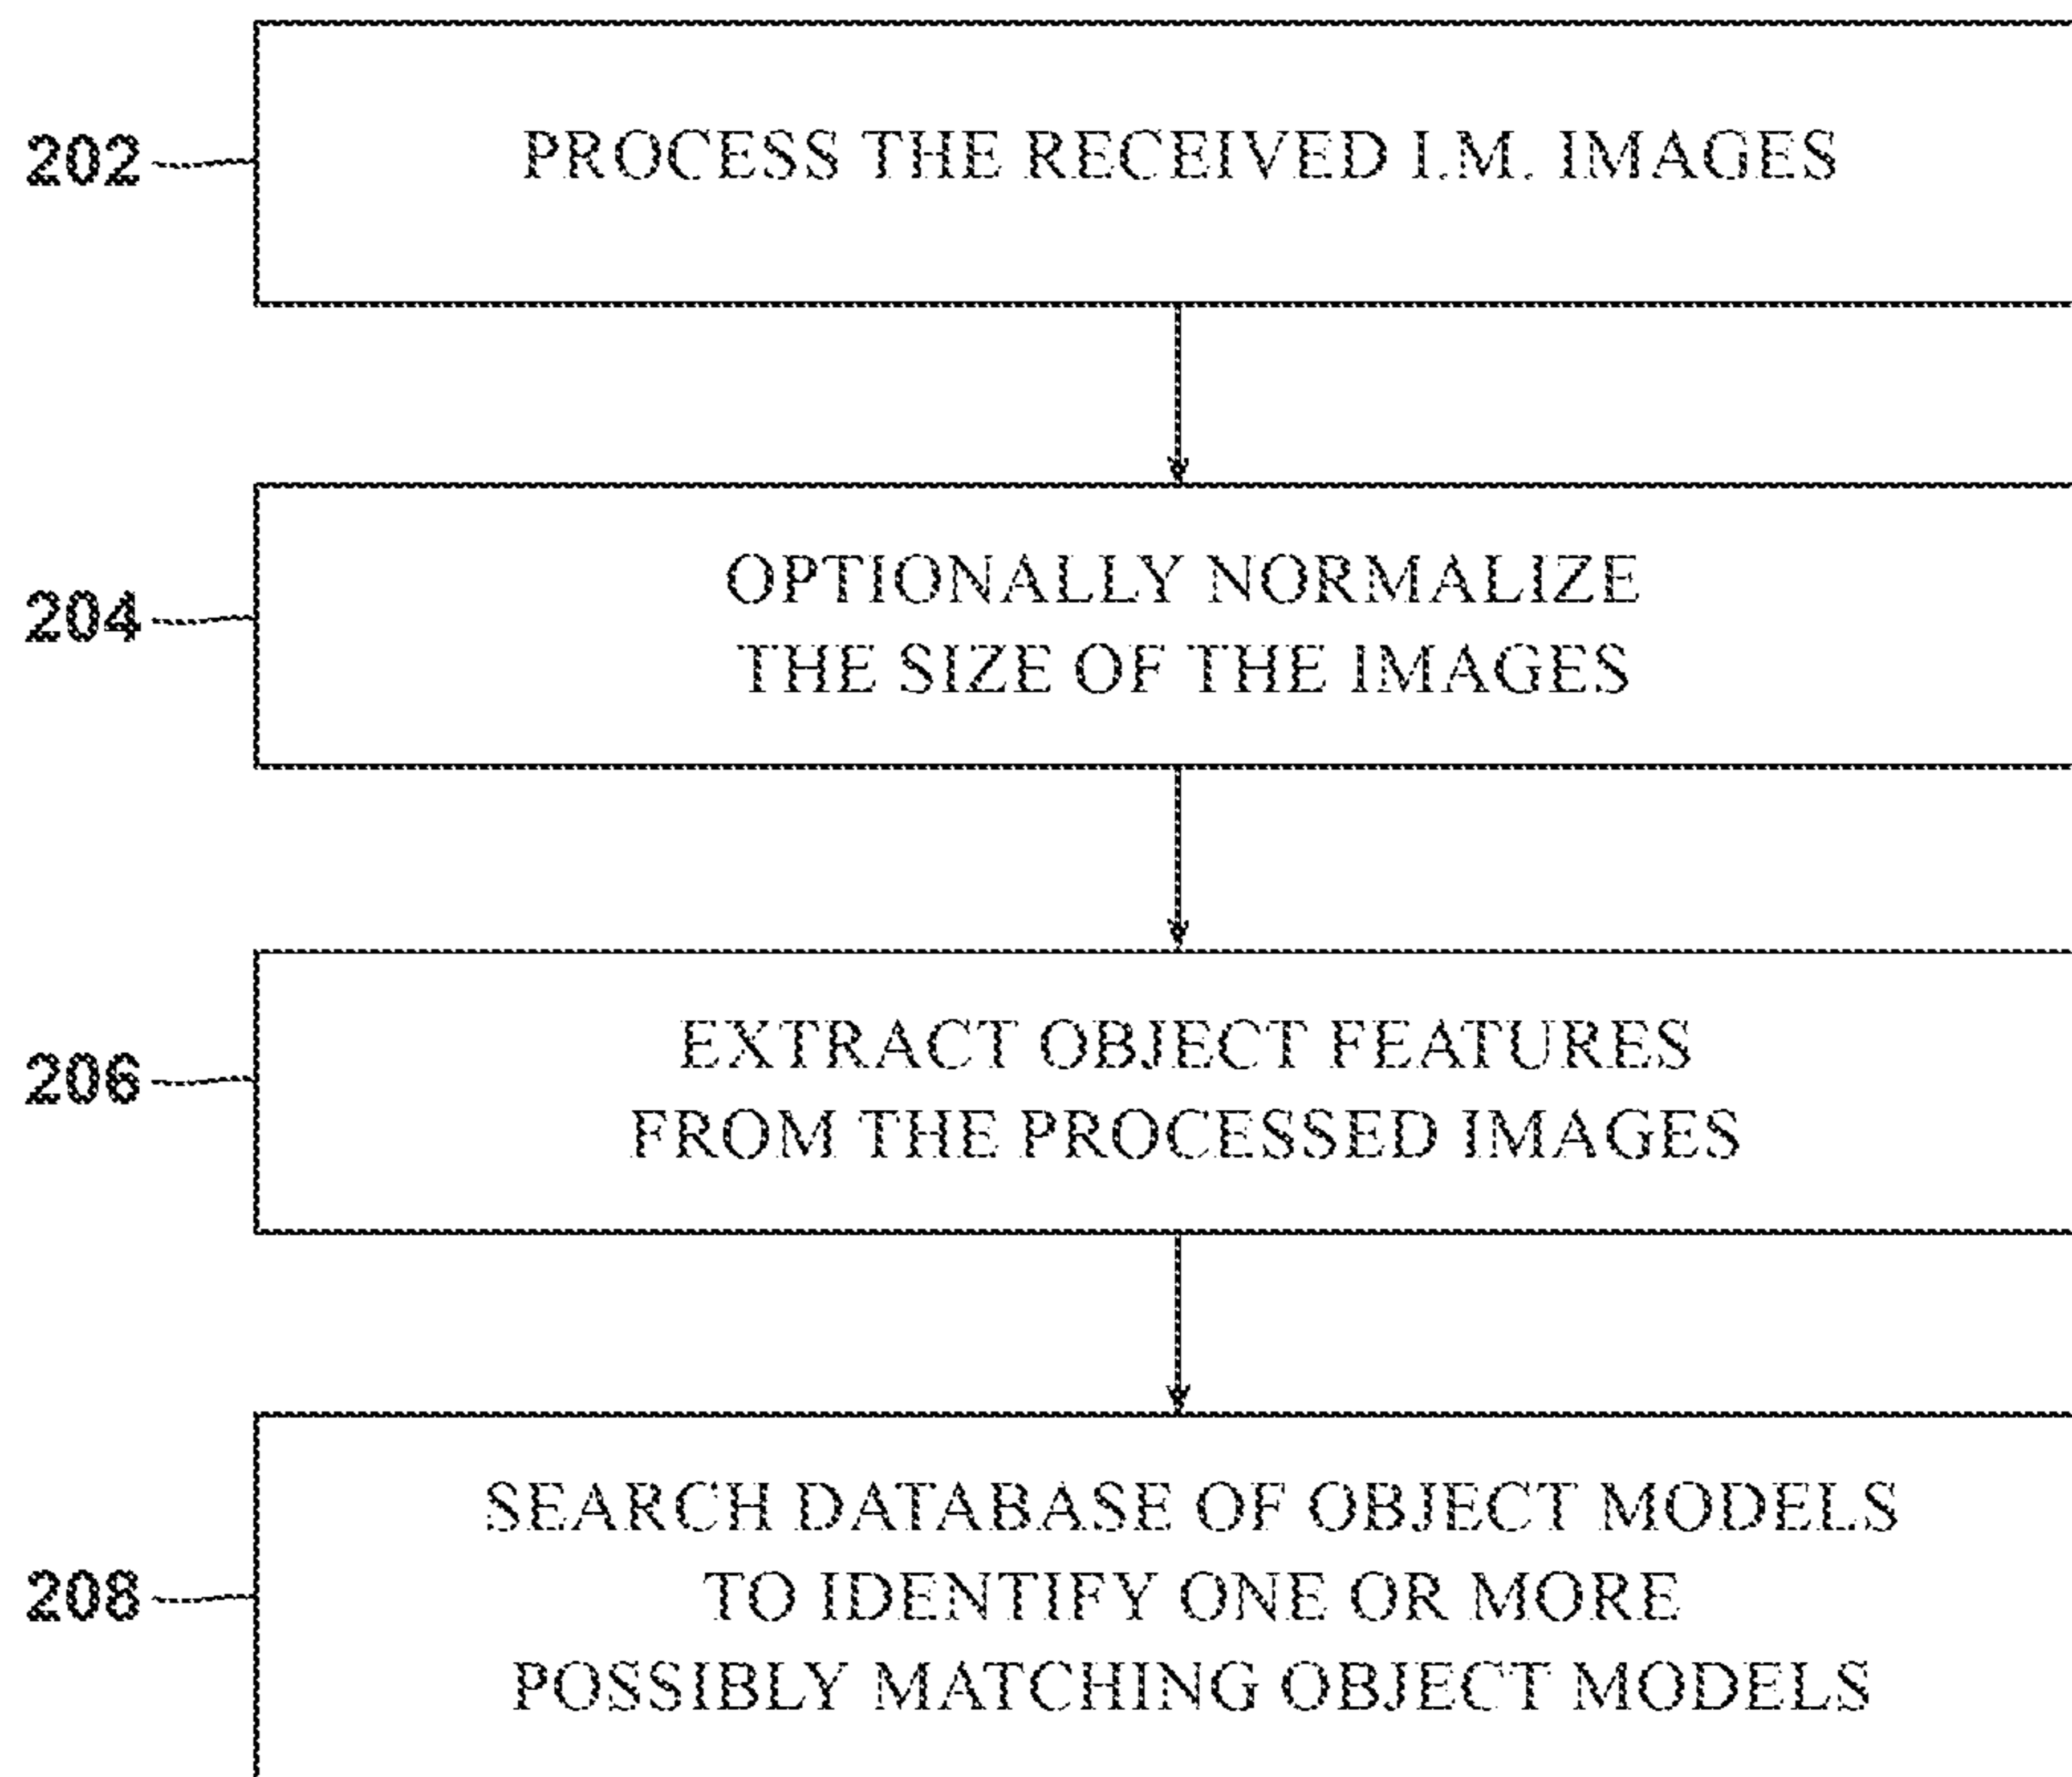 202
PROCESS THE RECEIVED I.M. IMAGES
204
OPTIONALLY NORMALIZE
THE SIZE OF THE IMAGES
206
EXTRACT OBJECT FEATURES
FROM THE PROCESSED IMAGES
208
SEARCH DATABASE OF OBJECT MODELS
TO IDENTIFY ONE OR MORE
POSSIBLY MATCHING OBJECT MODELS